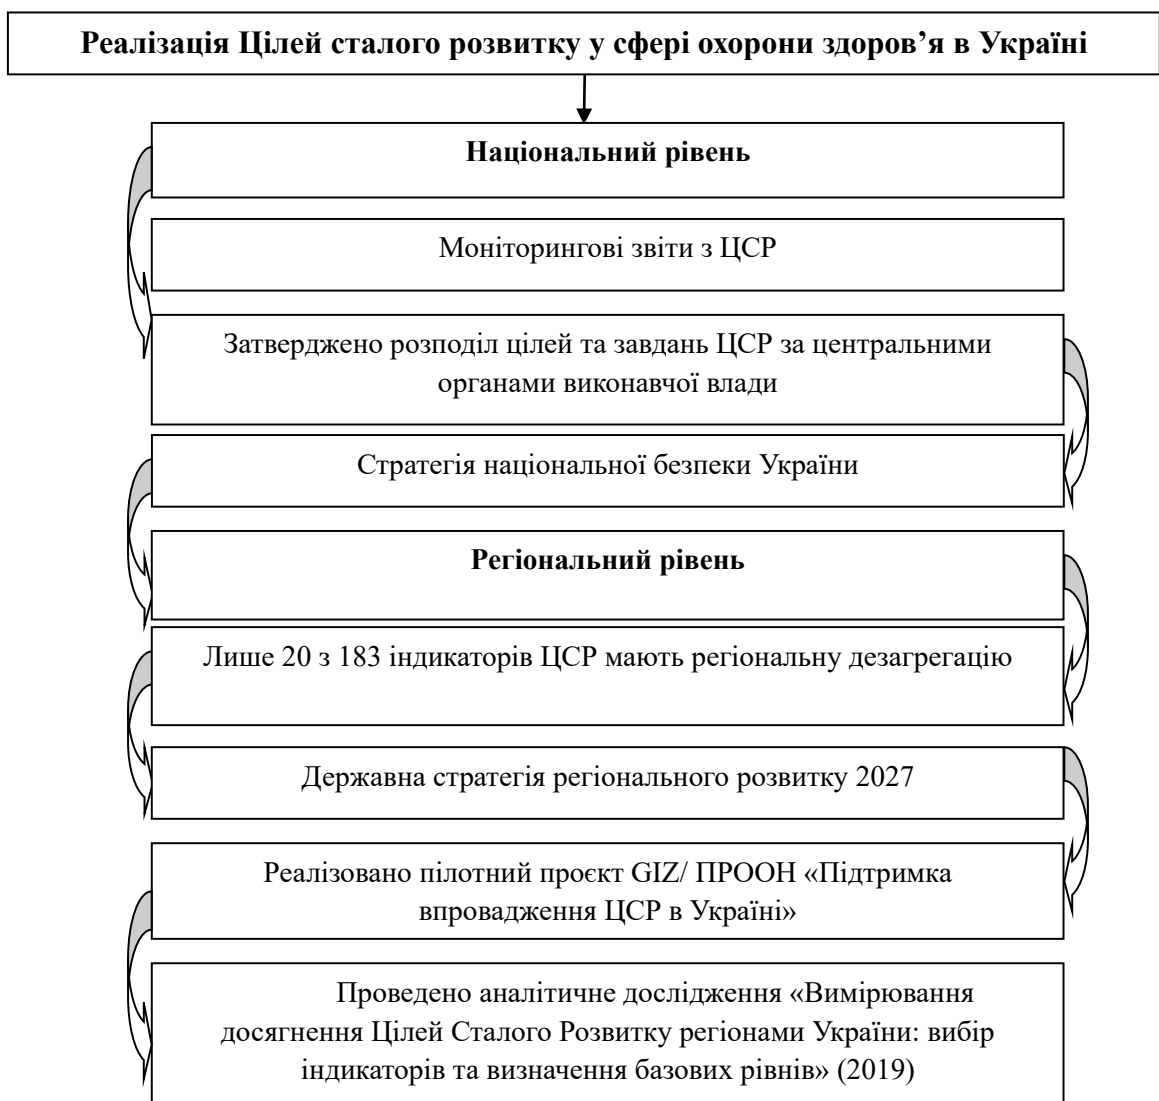 Реалізація Цілей сталого розвитку у сфері охорони здоров’я в Україні
Національний рівень
Моніторингові звіти з ЦСР
Затверджено розподіл цілей та завдань ЦСР за центральними
органами виконавчої влади
Стратегія національної безпеки України
Регіональний рівень
Лише 20 з 183 індикаторів ЦСР мають регіональну дезагрегацію
Державна стратегія регіонального розвитку 2027
Реалізовано пілотний проєкт GIZ/ ПРООН «Підтримка
впровадження ЦСР в Україні»
Проведено аналітичне дослідження «Вимірювання
досягнення Цілей Сталого Розвитку регіонами України: вибір
індикаторів та визначення базових рівнів» (2019)